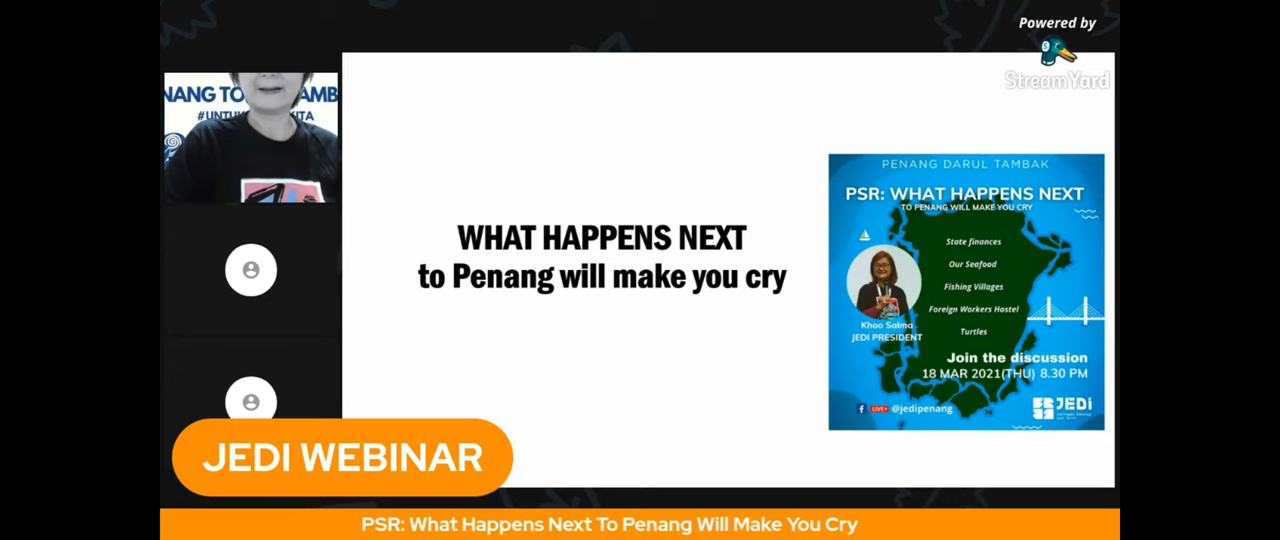 Powered by
StreamYard
NANG TO
AMB
#UNTU
ITA
WHAT HAPPENS NEXT
to Penang will make you cry
PENANG DARUL TAMBAK
PSR: WHAT HAPPENS NEXT
TO PENANG WILL MAKE YOU CRY
State finances
Our Seafood
Fishing Villages
Foreign Workers Hostel
Turtles
Khoo Salma
JEDI PRESIDENT
Join the discussion
18 MAR 2021(THU) 8.30 PM
LIVE
@jedipenang
JEDi
JEDI WEBINAR
PSR: What Happens Next To Penang Will Make You Cry